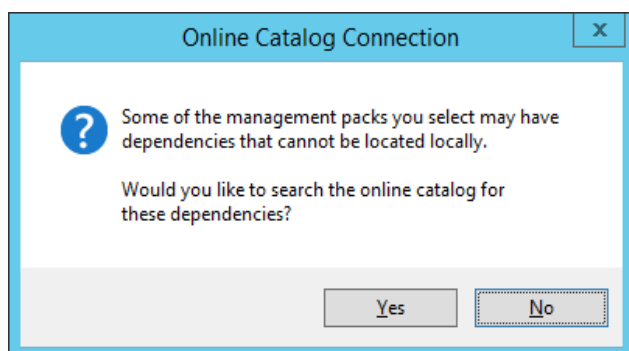 Online Catalog Connection
x
?
Some of the management packs you select may have
dependencies that cannot be located locally.
Would you like to search the online catalog for
these dependencies?
Yes
No